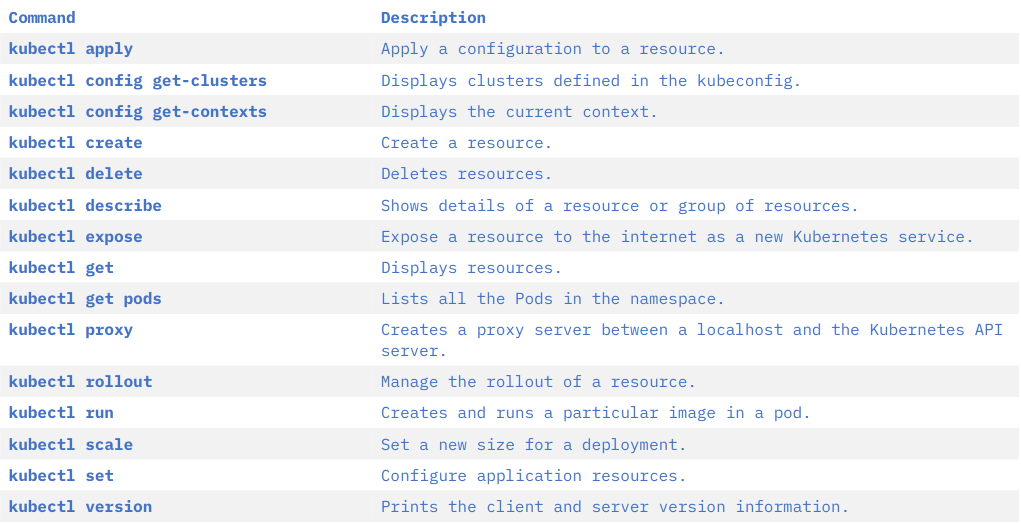 Command Description
kubectl apply Apply a configuration to a resource.
kubectl config get-clusters Displays clusters defined in the kubeconfig.
kubectl config get-contexts Displays the current context.
kubectl create Create a resource.
kubectl delete Deletes resources.
kubectl describe Shows details of a resource or group of resources.
kubectl expose Expose a resource to the internet as a new Kubernetes service.
kubectl get Displays resources.
kubectl get pods Lists all the Pods in the namespace.
kubectl proxy Creates a proxy server between a localhost and the Kubernetes API
server.
kubectl rollout Manage the rollout of a resource.
kubectl run Creates and runs a particular image in a pod.
kubectl scale Set a new size for a deployment.
kubectl set Configure application resources.
kubectl version Prints the client and server version information.